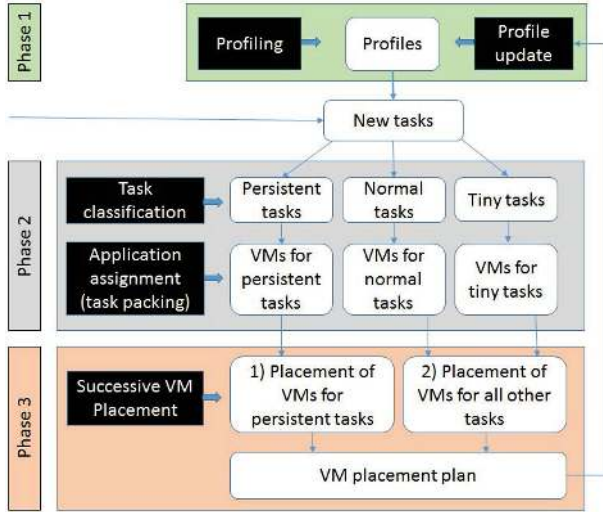 Phase 1
Profiling
Profiles
Profile
update
New tasks
Phase 2
Task
classification
Persistent
tasks
Normal
tasks
Tiny tasks
Application
assignment
(task packing)
VMs for
persistent
tasks
VMs for
normal
tasks
VMs for
tiny tasks
Phase 3
Successive VM
Placement
1) Placement of
VMs for
persistent tasks
2) Placement of
VMs for all other
tasks
VM placement plan